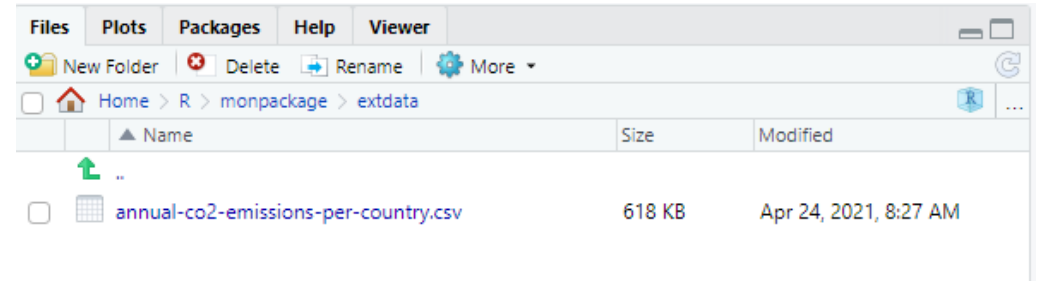 Files Plots Packages Help Viewer
New Folder Delete Rename More
Home > R > monpackage > extdata R ...
Name Size Modified
..
annual-co2-emissions-per-country.csv 618 KB Apr 24, 2021, 8:27 AM